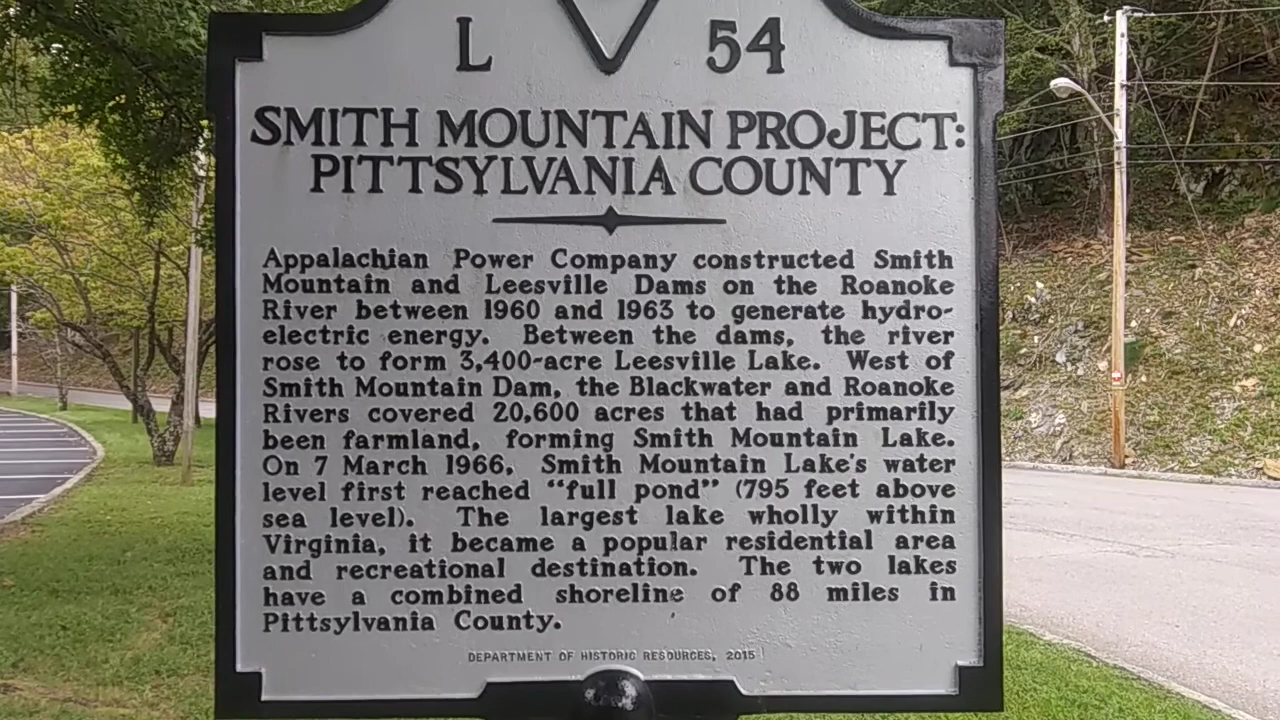 L 54
SMITH MOUNTAIN PROJECT:
PITTSYLVANIA COUNTY
Appalachian Power Company constructed Smith
Mountain and Leesville Dams on the Roanoke
River between 1960 and 1963 to generate hydro-
electric energy. Between the dams, the river
rose to form 3,400-acre Leesville Lake. West of
Smith Mountain Dam, the Blackwater and Roanoke
Rivers covered 20,600 acres that had primarily
been farmland, forming Smith Mountain Lake.
On 7 March 1966, Smith Mountain Lake's water
level first reached "full pond" (795 feet above
sea level). The largest lake wholly within
Virginia, it became a popular residential area
and recreational destination. The two lakes
have a combined shoreline of 88 miles in
Pittsylvania County.
DEPARTMENT OF HISTORIC RESOURCES, 2015